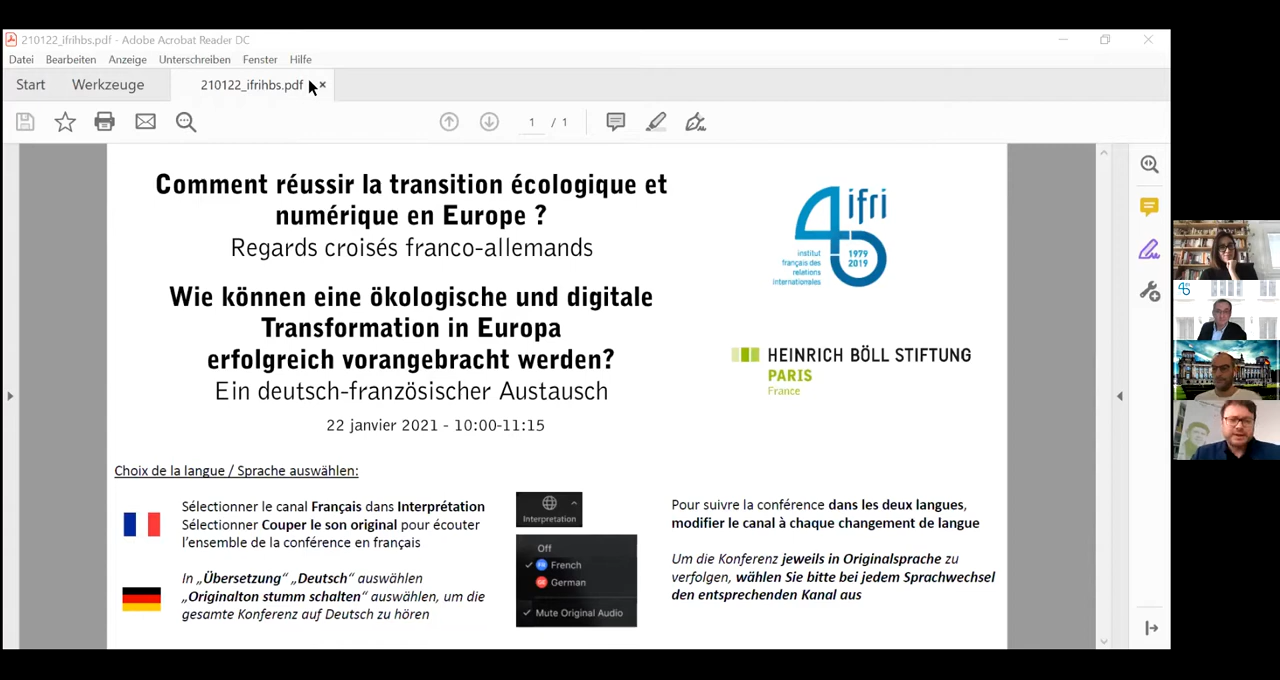 210122_ifrihbs.pdf - Adobe Acrobat Reader DC
Datei Bearbeiten Anzeige Unterschreiben Fenster Hilfe
Start Werkzeuge 210122_ifrihbs.pdf
1 / 1
Comment réussir la transition écologique et
numérique en Europe ?
Regards croisés franco-allemands
Wie können eine ökologische und digitale
Transformation in Europa
erfolgreich vorangebracht werden?
Ein deutsch-französischer Austausch
22 janvier 2021 - 10:00-11:15
ifri
institut
français des
relations
internationales
1979
2019
HEINRICH BÖLL STIFTUNG
PARIS
France
Choix de la langue / Sprache auswählen:
Sélectionner le canal Français dans Interprétation
Sélectionner Couper le son original pour écouter
l'ensemble de la conférence en français
In „Übersetzung“ „Deutsch“ auswählen
„Originalton stumm schalten“ auswählen, um die
gesamte Konferenz auf Deutsch zu hören
Interpretation
Off
French
German
Mute Original Audio
Pour suivre la conférence dans les deux langues,
modifier le canal à chaque changement de langue
Um die Konferenz jeweils in Originalsprache zu
verfolgen, wählen Sie bitte bei jedem Sprachwechsel
den entsprechenden Kanal aus